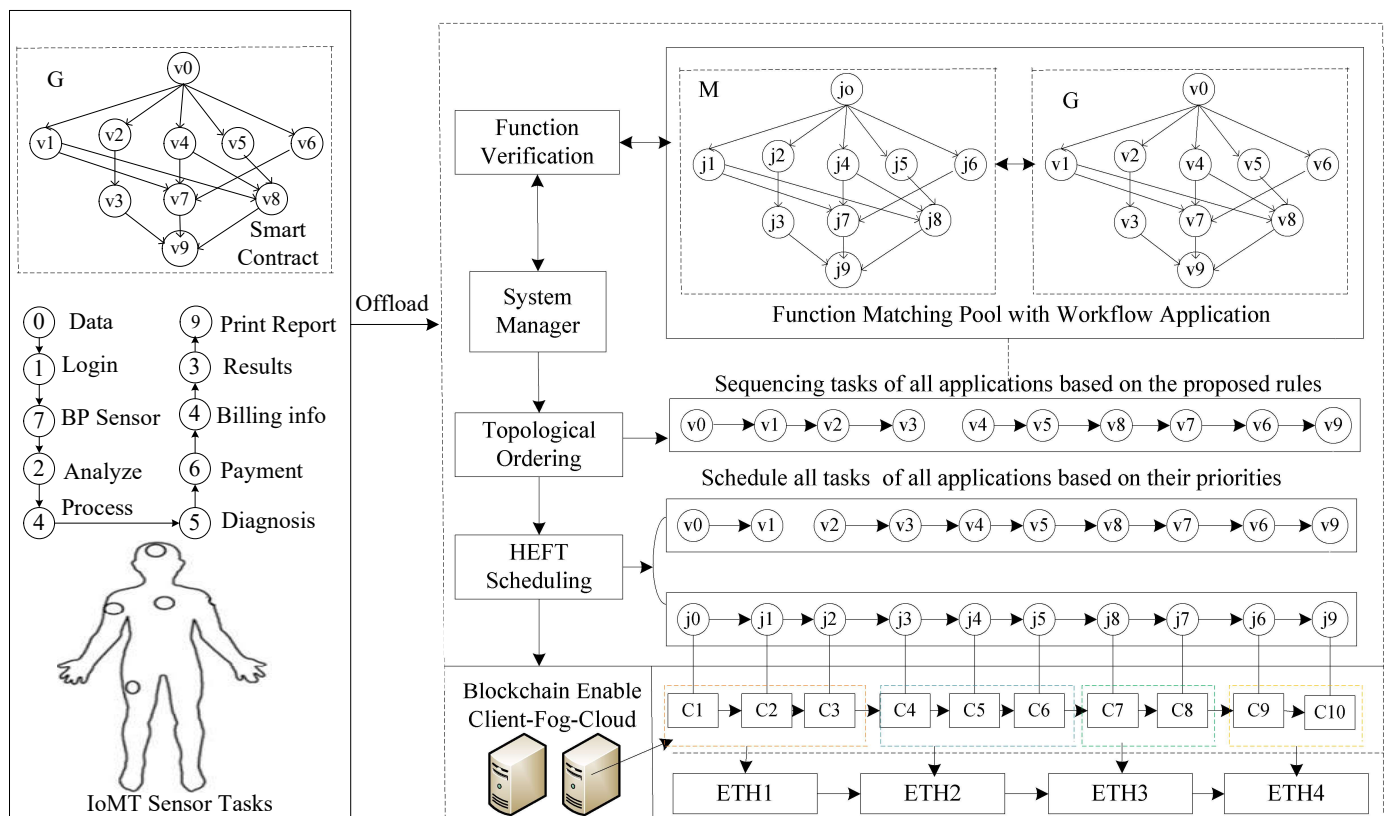 G
v0
v1
v2
v4
v5
v6
v3
v7
v8
v9
Smart
Contract
0 Data
1 Login
7 BP Sensor
2 Analyze
4 Process
9 Print Report
3 Results
4 Billing info
6 Payment
5 Diagnosis
IoMT Sensor Tasks
Offload
Function
Verification
System
Manager
Topological
Ordering
HEFT
Scheduling
Blockchain Enable
Client-Fog-Cloud
M
jo
j1
j2
j4
j5
j6
j3
j7
j8
j9
G
v0
v1
v2
v4
v5
v6
v3
v7
v8
v9
Function Matching Pool with Workflow Application
Sequencing tasks of all applications based on the proposed rules
v0 v1 v2 v3 v4 v5 v8 v7 v6 v9
Schedule all tasks of all applications based on their priorities
v0 v1 v2 v3 v4 v5 v8 v7 v6 v9
j0 j1 j2 j3 j4 j5 j8 j7 j6 j9
C1 C2 C3 C4 C5 C6 C7 C8 C9 C10
ETH1 ETH2 ETH3 ETH4